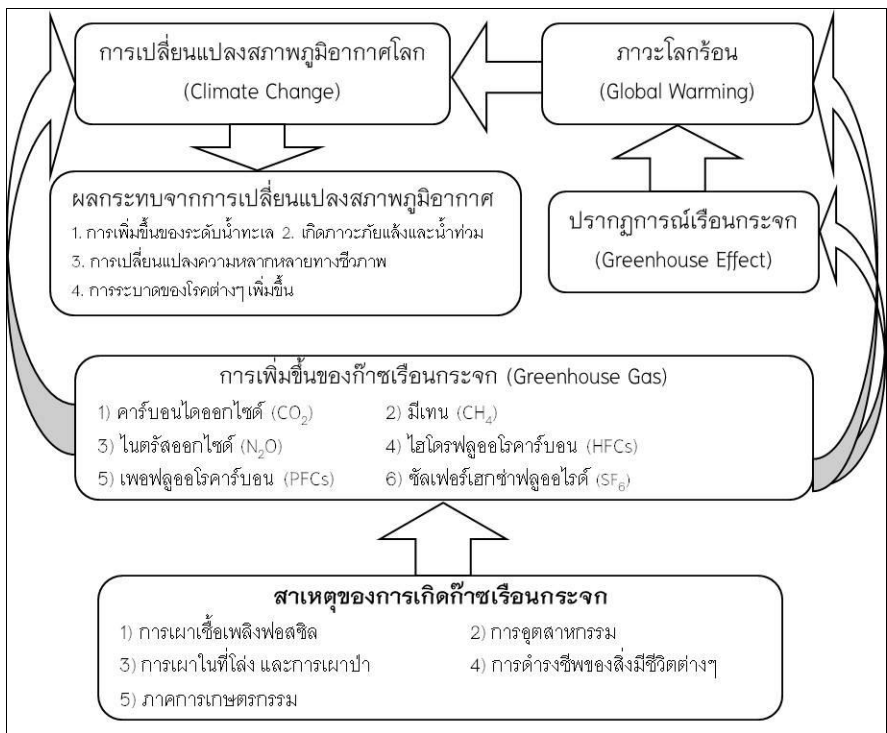 การเปลี่ยนแปลงสภาพภูมิอากาศโลก
(Climate Change)
ภาวะโลกร้อน
(Global Warming)
ผลกระทบจากการเปลี่ยนแปลงสภาพภูมิอากาศ
1. การเพิ่มขึ้นของระดับน้ำทะเล 2. เกิดภาวะภัยแล้งและน้ำท่วม
3. การเปลี่ยนแปลงความหลากหลายทางชีวภาพ
4. การระบาดของโรคต่างๆ เพิ่มขึ้น
ปรากฏการณ์เรือนกระจก
(Greenhouse Effect)
การเพิ่มขึ้นของก๊าซเรือนกระจก (Greenhouse Gas)
1) คาร์บอนไดออกไซด์ (CO₂) 2) มีเทน (CH₄)
3) ไนตรัสออกไซด์ (N₂O) 4) ไฮโดรฟลูออโรคาร์บอน (HFCs)
5) เพอฟลูออโรคาร์บอน (PFCs) 6) ซัลเฟอร์เฮกซ่าฟลูออไรด์ (SF₆)
สาเหตุของการเกิดก๊าซเรือนกระจก
1) การเผาเชื้อเพลิงฟอสซิล 2) การอุตสาหกรรม
3) การเผาในที่โล่ง และการเผาป่า 4) การดำรงชีพของสิ่งมีชีวิตต่างๆ
5) ภาคการเกษตรกรรม